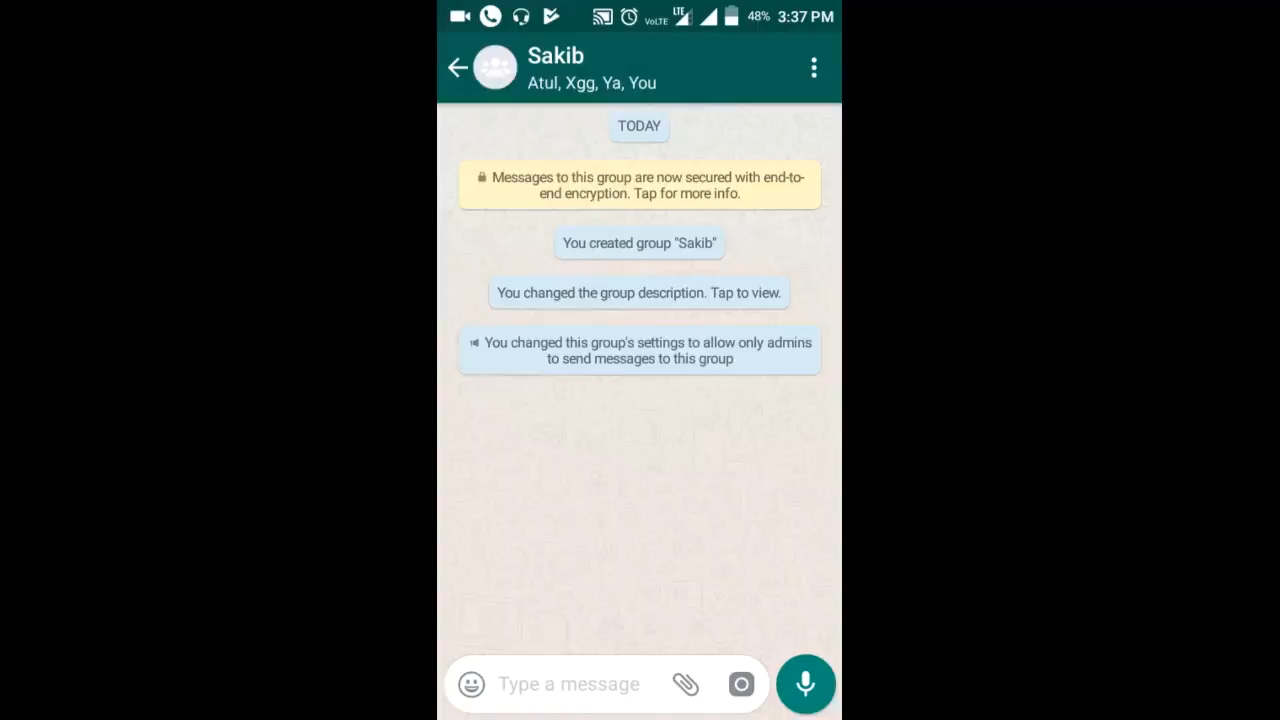 VoLTE LTE 48% 3:37 PM
Sakib
Atul, Xgg, Ya, You
TODAY
Messages to this group are now secured with end-to-
end encryption. Tap for more info.
You created group "Sakib"
You changed the group description. Tap to view.
You changed this group's settings to allow only admins
to send messages to this group
Type a message